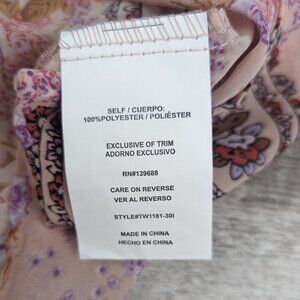 SELF / CUERPO:
100%POLYESTER / POLIÉSTER
EXCLUSIVE OF TRIM
ADORNO EXCLUSIVO
RN#139688
CARE ON REVERSE
VER AL REVERSO
STYLE#TW1181-30I
MADE IN CHINA
HECHO EN CHINA